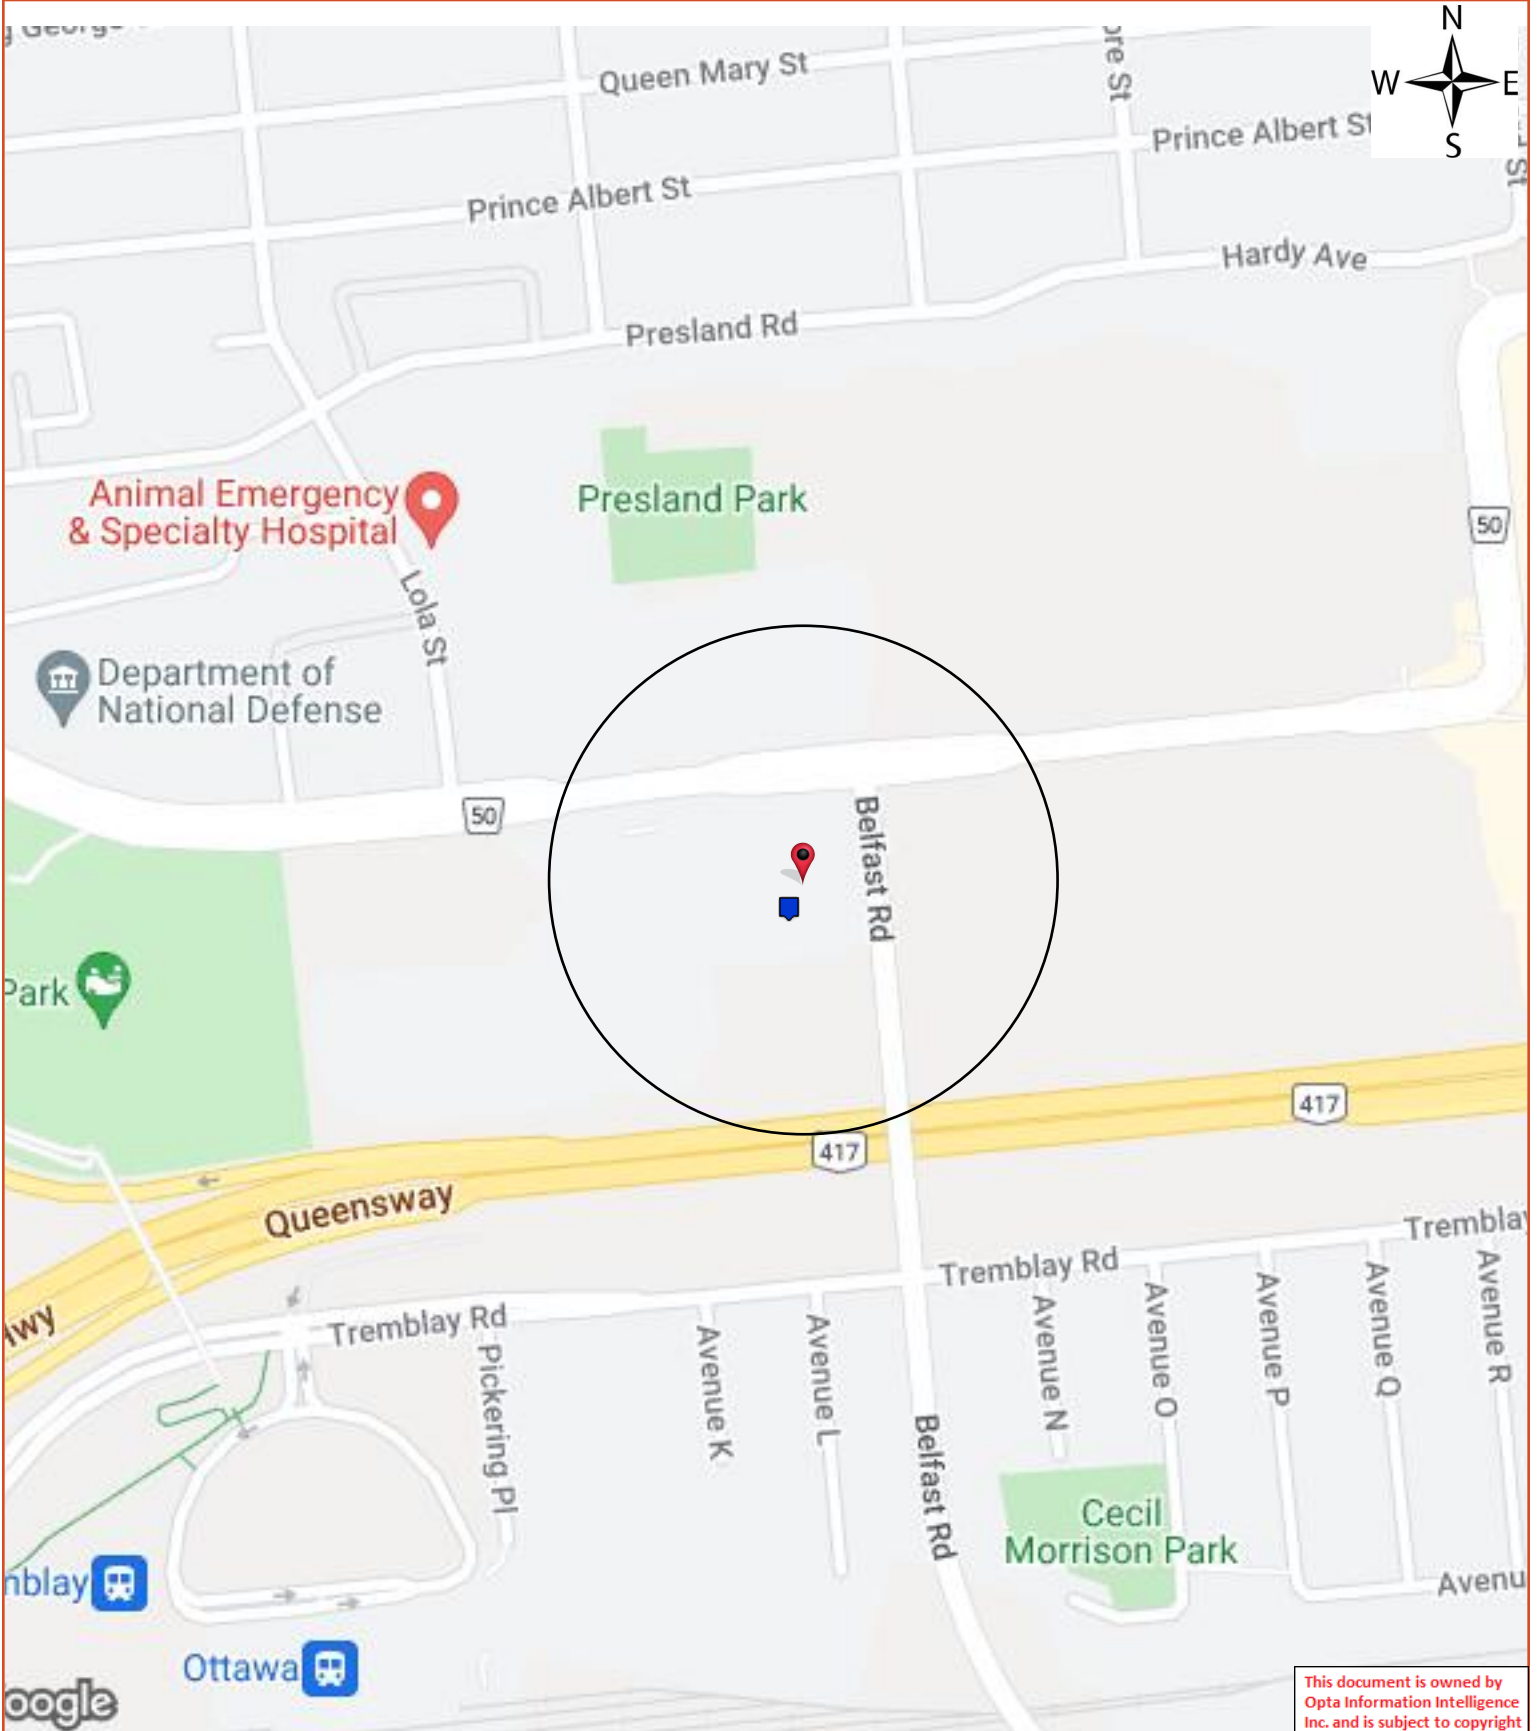 N
W E
S
Queen Mary St
Prince Albert St
Prince Albert St
Hardy Ave
Presland Rd
Animal Emergency
& Specialty Hospital
Presland Park
50
Lola St
Department of
National Defense
50
Belfast Rd
Park
417
417
Queensway
Tremblay Rd
Tremblay Rd
Pickering Pl
Avenue K
Avenue L
Avenue N
Avenue O
Avenue P
Avenue Q
Avenue R
Belfast Rd
Cecil
Morrison Park
Ottawa
This document is owned by
Opta Information Intelligence
Inc. and is subject to copyright